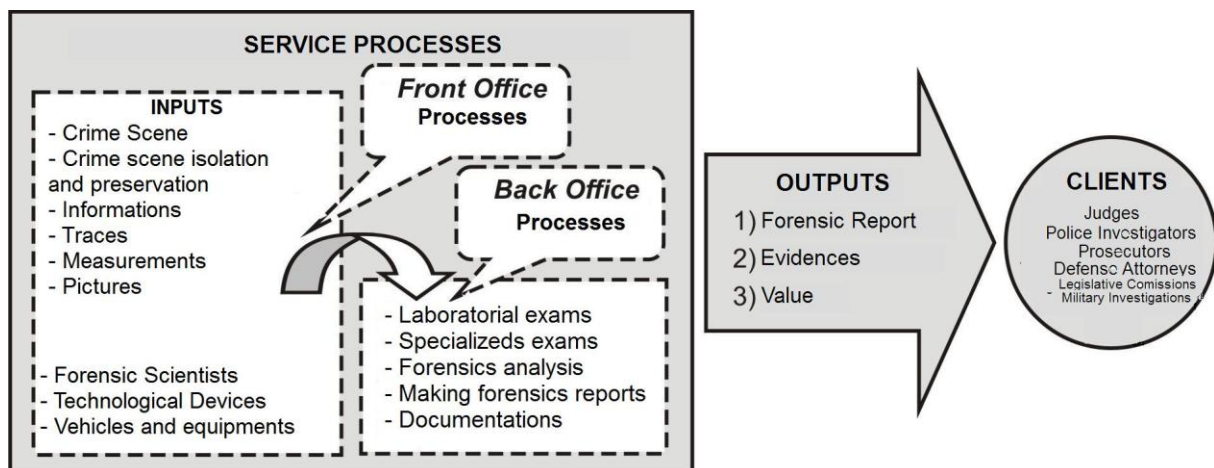 SERVICE PROCESSES
INPUTS
- Crime Scene
- Crime scene isolation
and preservation
- Informations
- Traces
- Measurements
- Pictures
- Forensic Scientists
- Technological Devices
- Vehicles and equipments
Front Office
Processes
Back Office
Processes
- Laboratorial exams
- Specializeds exams
- Forensics analysis
- Making forensics reports
- Documentations
OUTPUTS
1) Forensic Report
2) Evidences
3) Value
CLIENTS
Judges
Police Investigators
Prosecutors
Defense Attorneys
Legislative Comissions
Military Investigations